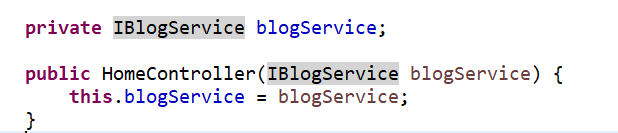 private IBlogService blogService;
public HomeController(IBlogService blogService) {
this.blogService = blogService;
}